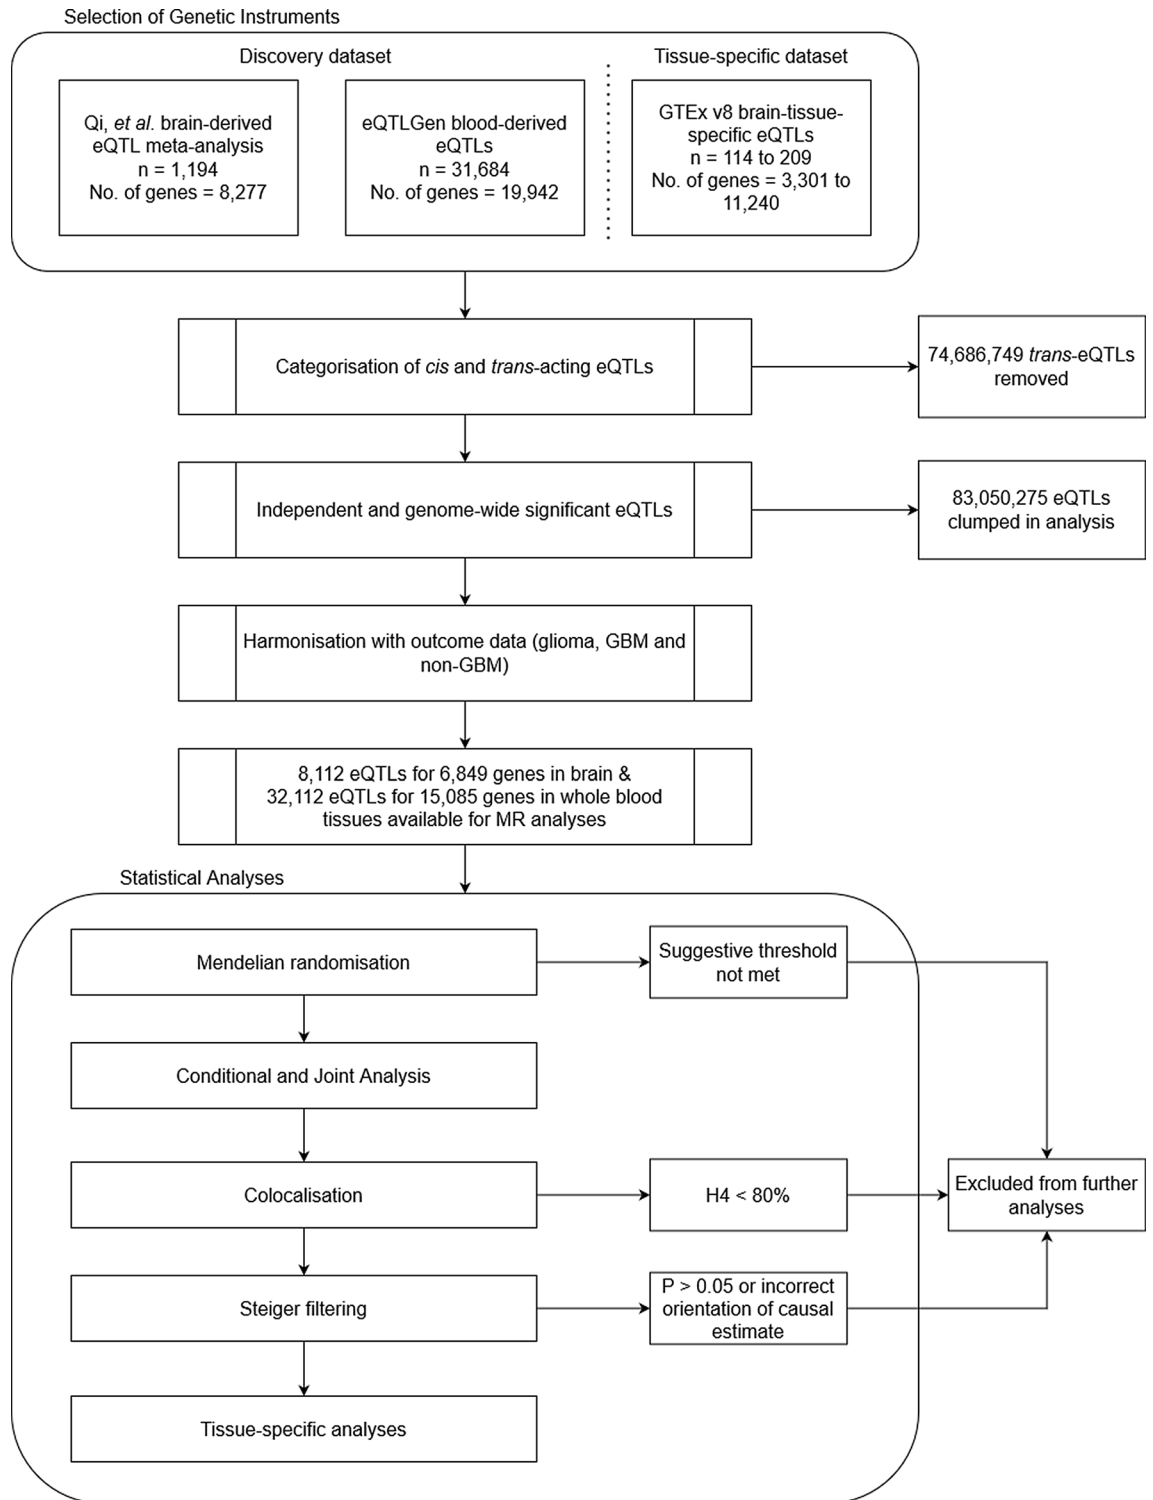 Selection of Genetic Instruments
Discovery dataset
Tissue-specific dataset
Qi, et al. brain-derived
eQTL meta-analysis
n = 1,194
No. of genes = 8,277
eQTLGen blood-derived
eQTLs
n = 31,684
No. of genes = 19,942
GTEx v8 brain-tissue-
specific eQTLs
n = 114 to 209
No. of genes = 3,301 to
11,240
Categorisation of cis and trans-acting eQTLs
74,686,749 trans-eQTLs
removed
Independent and genome-wide significant eQTLs
83,050,275 eQTLs
clumped in analysis
Harmonisation with outcome data (glioma, GBM and
non-GBM)
8,112 eQTLs for 6,849 genes in brain &
32,112 eQTLs for 15,085 genes in whole blood
tissues available for MR analyses
Statistical Analyses
Mendelian randomisation
Suggestive threshold
not met
Conditional and Joint Analysis
Colocalisation
H4 < 80%
Excluded from further
analyses
Steiger filtering
P > 0.05 or incorrect
orientation of causal
estimate
Tissue-specific analyses